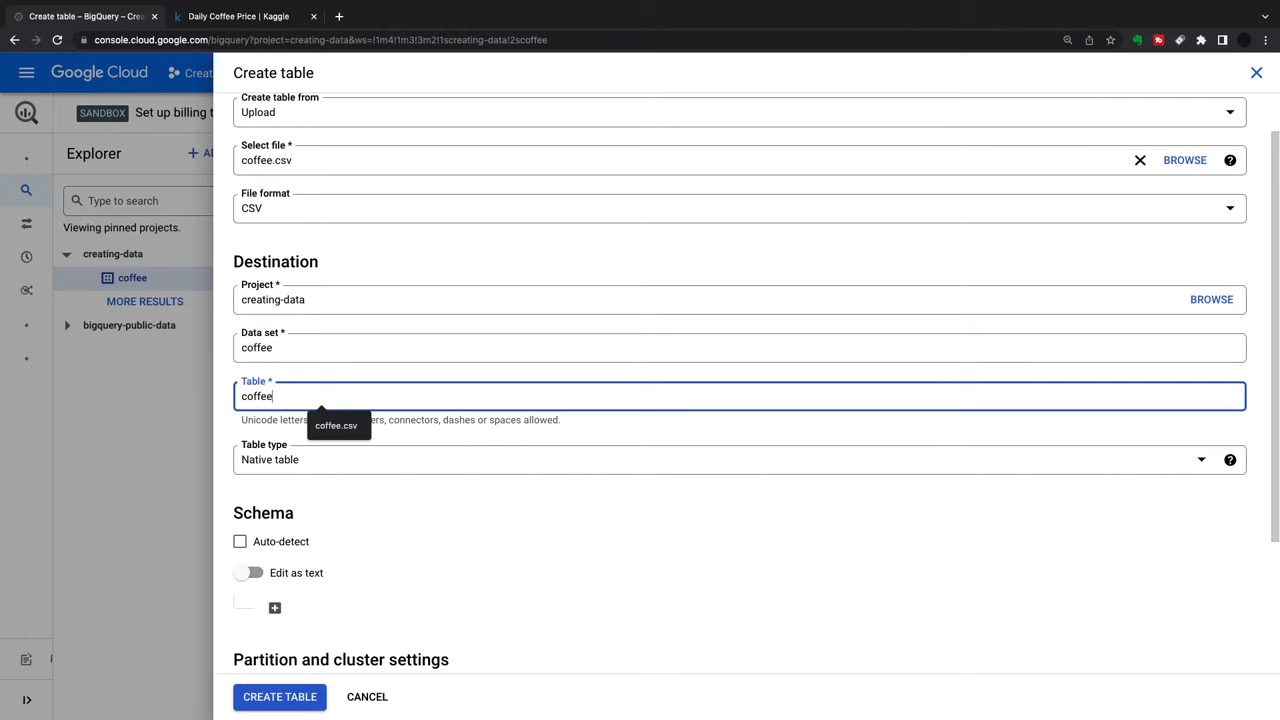 Create table – BigQuery – Crea
Daily Coffee Price | Kaggle
console.cloud.google.com/bigquery?project=creating-data&ws=!1m4!1m3!3m2!1screating-data!2scoffee
Google Cloud
Creat
Create table
SANDBOX
Set up billing t
Create table from
Upload
Explorer
+ AD
Select file *
coffee.csv
BROWSE
Type to search
File format
CSV
Viewing pinned projects.
creating-data
coffee
MORE RESULTS
bigquery-public-data
Destination
Project *
creating-data
BROWSE
Data set *
coffee
Table *
coffee
coffee.csv
Unicode letters
ers, connectors, dashes or spaces allowed.
Table type
Native table
Schema
Auto-detect
Edit as text
Partition and cluster settings
CREATE TABLE
CANCEL